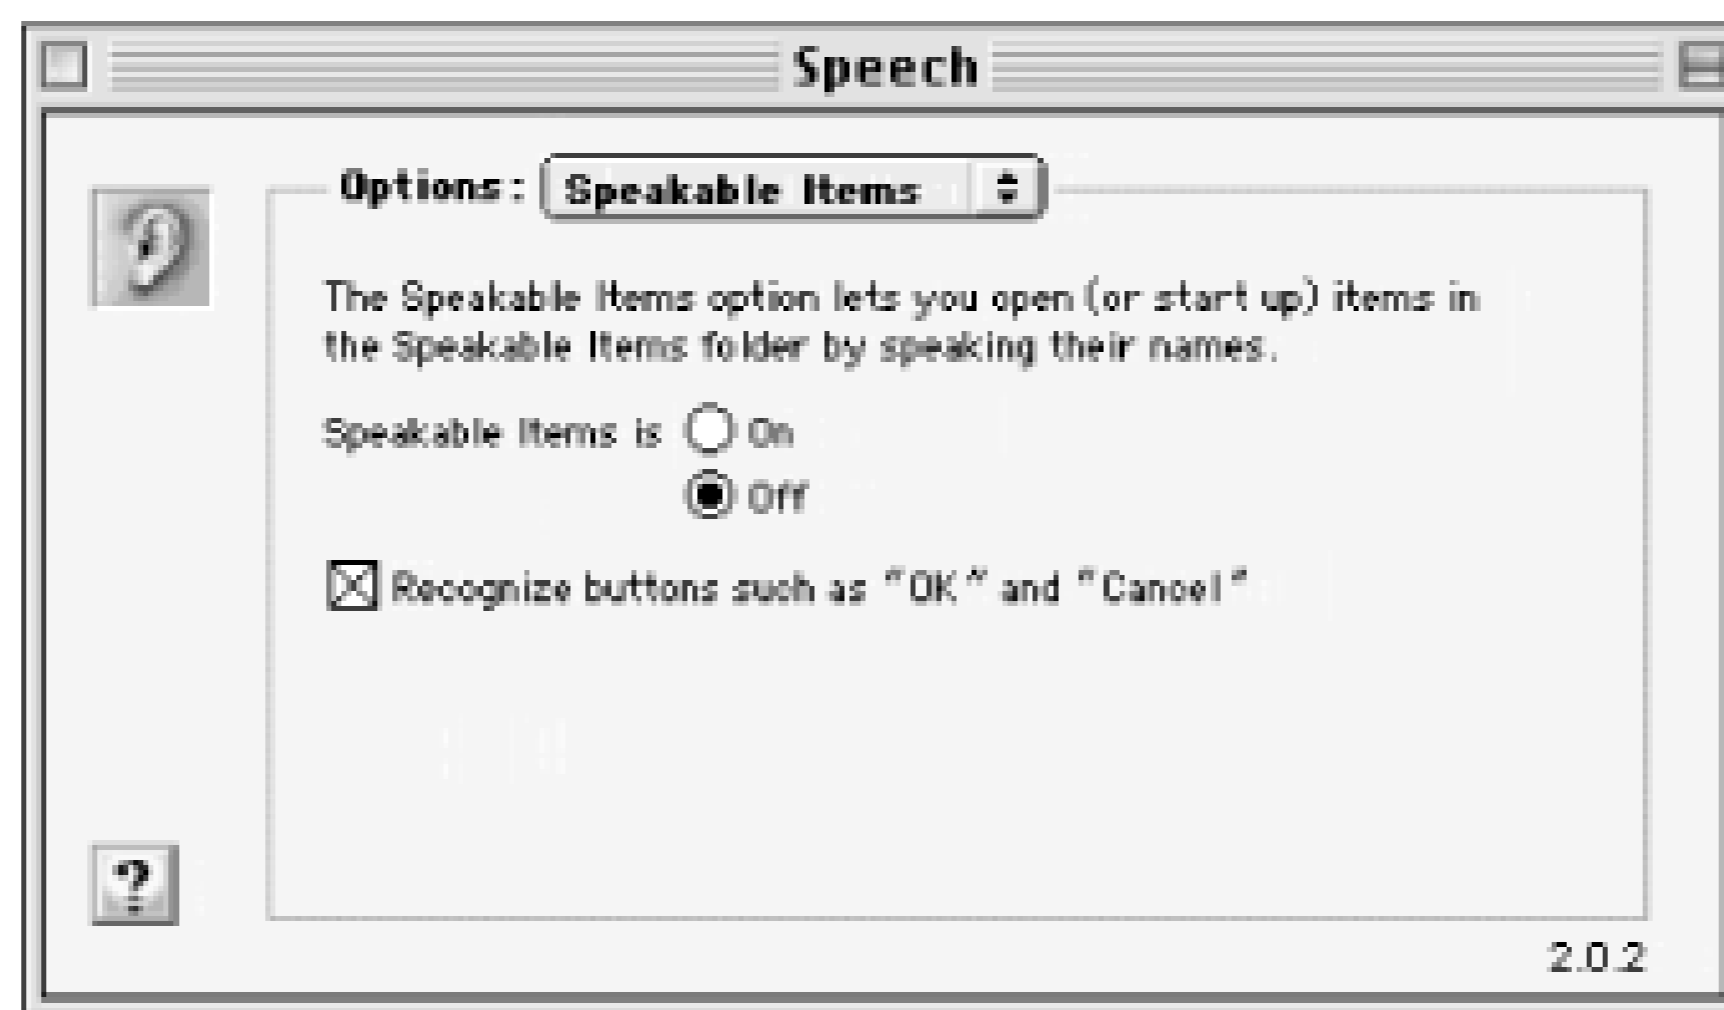 Speech
Options: Speakable Items
The Speakable Items option lets you open (or start up) items in
the Speakable Items folder by speaking their names.
Speakable Items is On
Off
Recognize buttons such as "OK" and "Cancel"
?
2.0.2